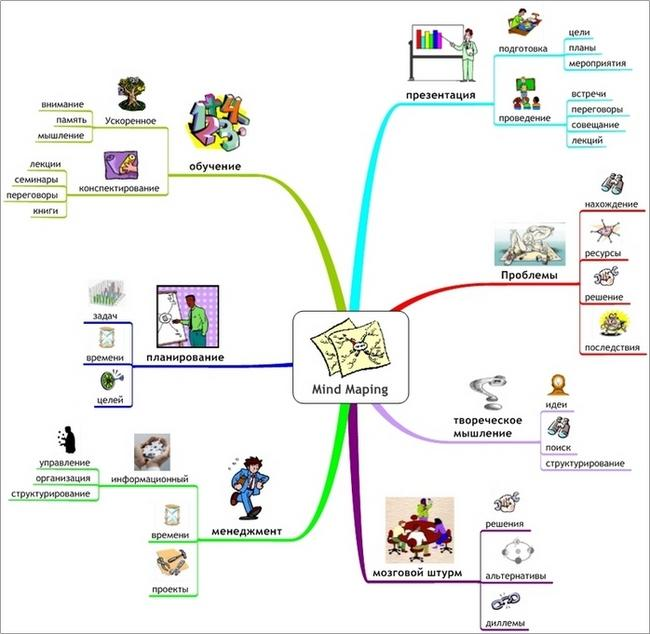 Mind Maping
презентация
подготовка
цели
планы
мероприятия
проведение
встречи
переговоры
совещание
лекций
Проблемы
нахождение
ресурсы
решение
последствия
твореческое
мышление
идеи
поиск
структурирование
мозговой штурм
решения
альтернативы
диллемы
обучение
Ускоренное
внимание
память
мышление
конспектирование
лекции
семинары
переговоры
книги
планирование
задач
времени
целей
менеджмент
информационный
управление
организация
структурирование
времени
проекты